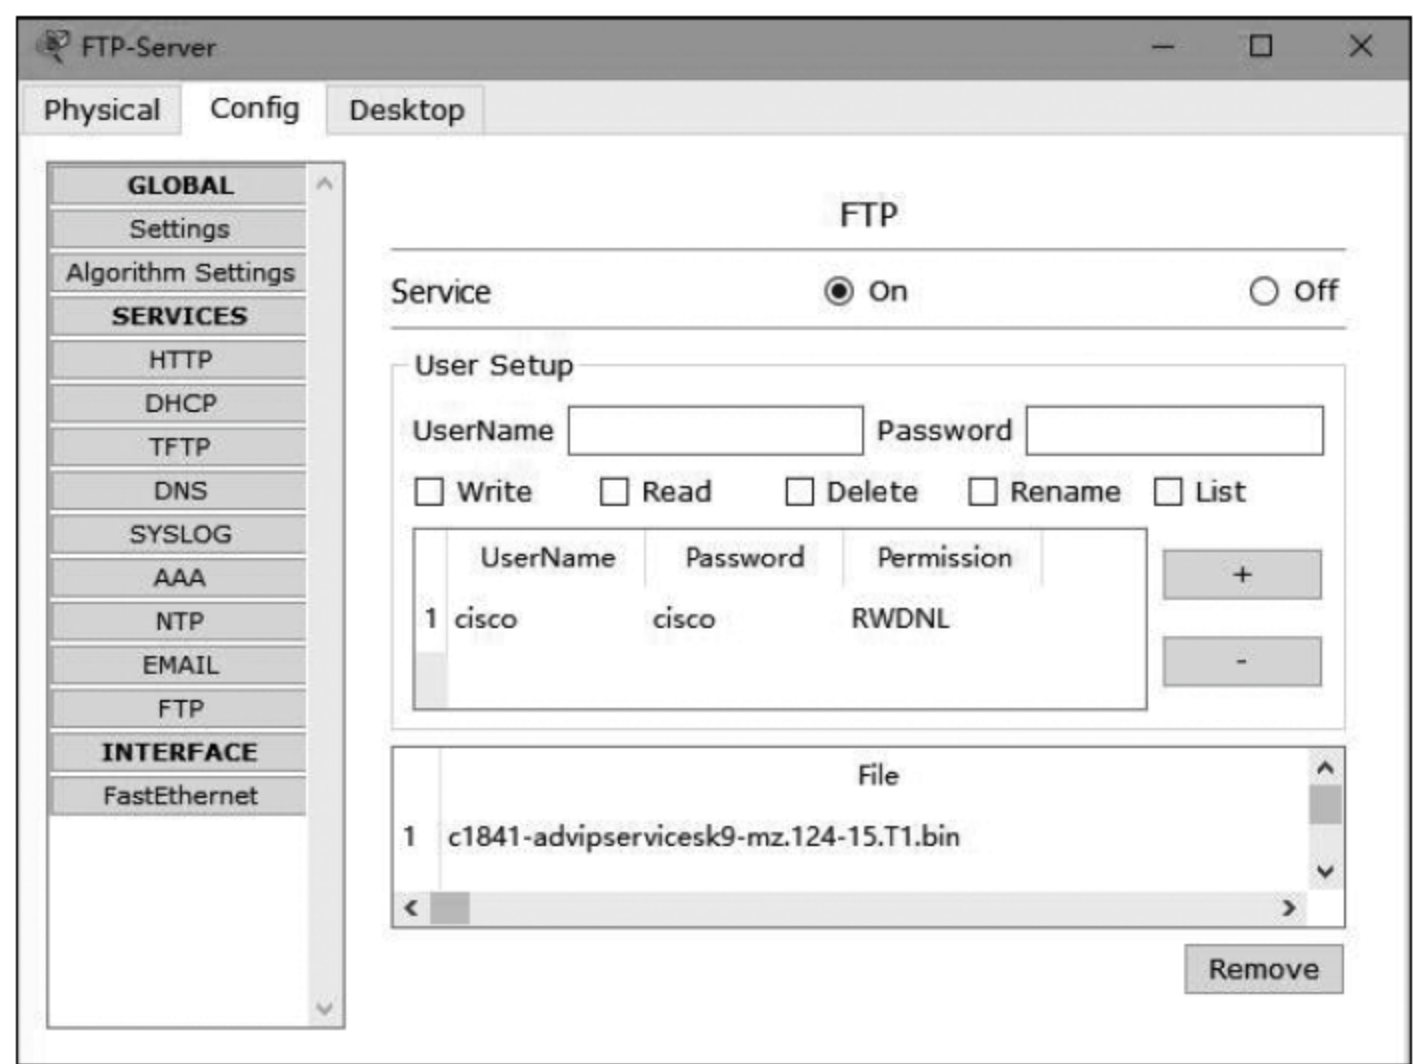 FTP-Server
Physical Config Desktop
GLOBAL
Settings
Algorithm Settings
SERVICES
HTTP
DHCP
TFTP
DNS
SYSLOG
AAA
NTP
EMAIL
FTP
INTERFACE
FastEthernet
FTP
Service On Off
User Setup
UserName Password
Write Read Delete Rename List
UserName Password Permission
1 cisco cisco RWDNL
+
-
File
1 c1841-advipservicesk9-mz.124-15.T1.bin
Remove